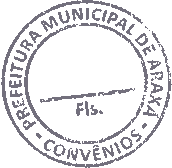 PREFEITURA MUNICIPAL DE ARAXÁ
Fls.
- CONVÊNIOS -